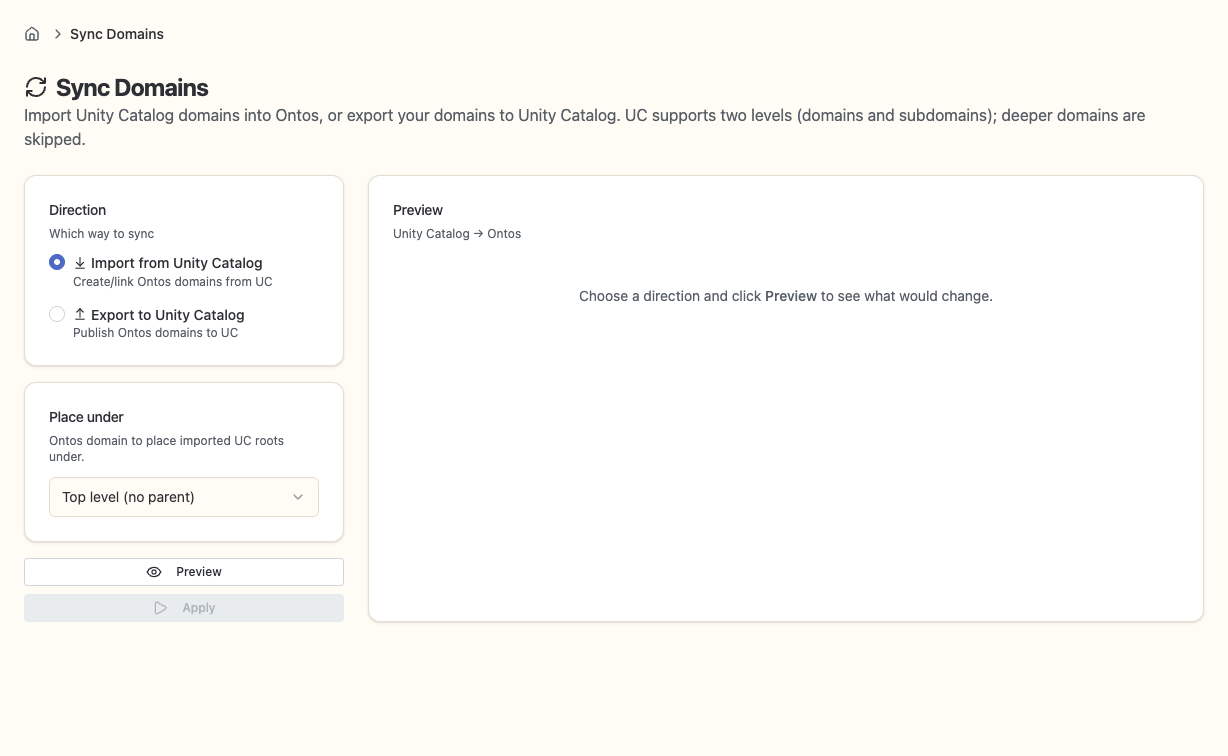 Sync Domains
Sync Domains
Import Unity Catalog domains into Ontos, or export your domains to Unity Catalog. UC supports two levels (domains and subdomains); deeper domains are
skipped.
Direction
Which way to sync
Import from Unity Catalog
Create/link Ontos domains from UC
Export to Unity Catalog
Publish Ontos domains to UC
Place under
Ontos domain to place imported UC roots
under.
Top level (no parent)
Preview
Apply
Preview
Unity Catalog → Ontos
Choose a direction and click Preview to see what would change.